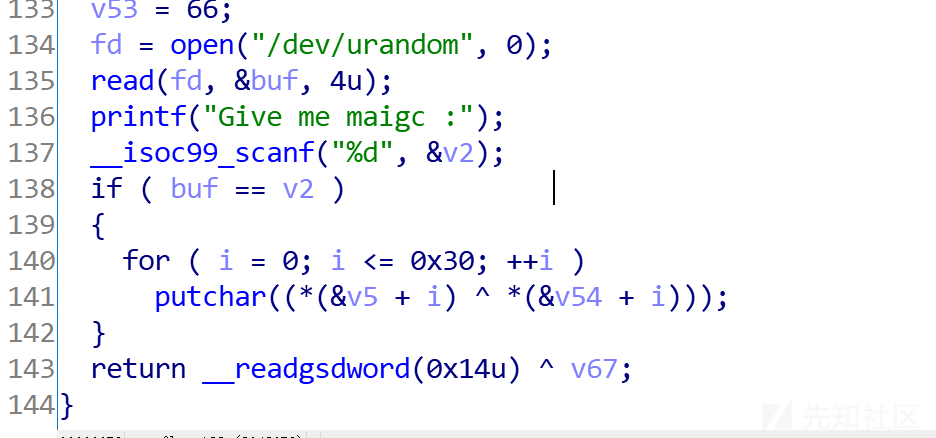 133 v53 = 66;
134 fd = open("/dev/urandom", 0);
135 read(fd, &buf, 4u);
136 printf("Give me maigc :");
137 __isoc99_scanf("%d", &v2);
138 if ( buf == v2 )
139 {
140 for ( i = 0; i <= 0x30; ++i )
141 putchar((*(&v5 + i) ^ *(&v54 + i)));
142 }
143 return __readgsdword(0x14u) ^ v67;
144 }
先知社区